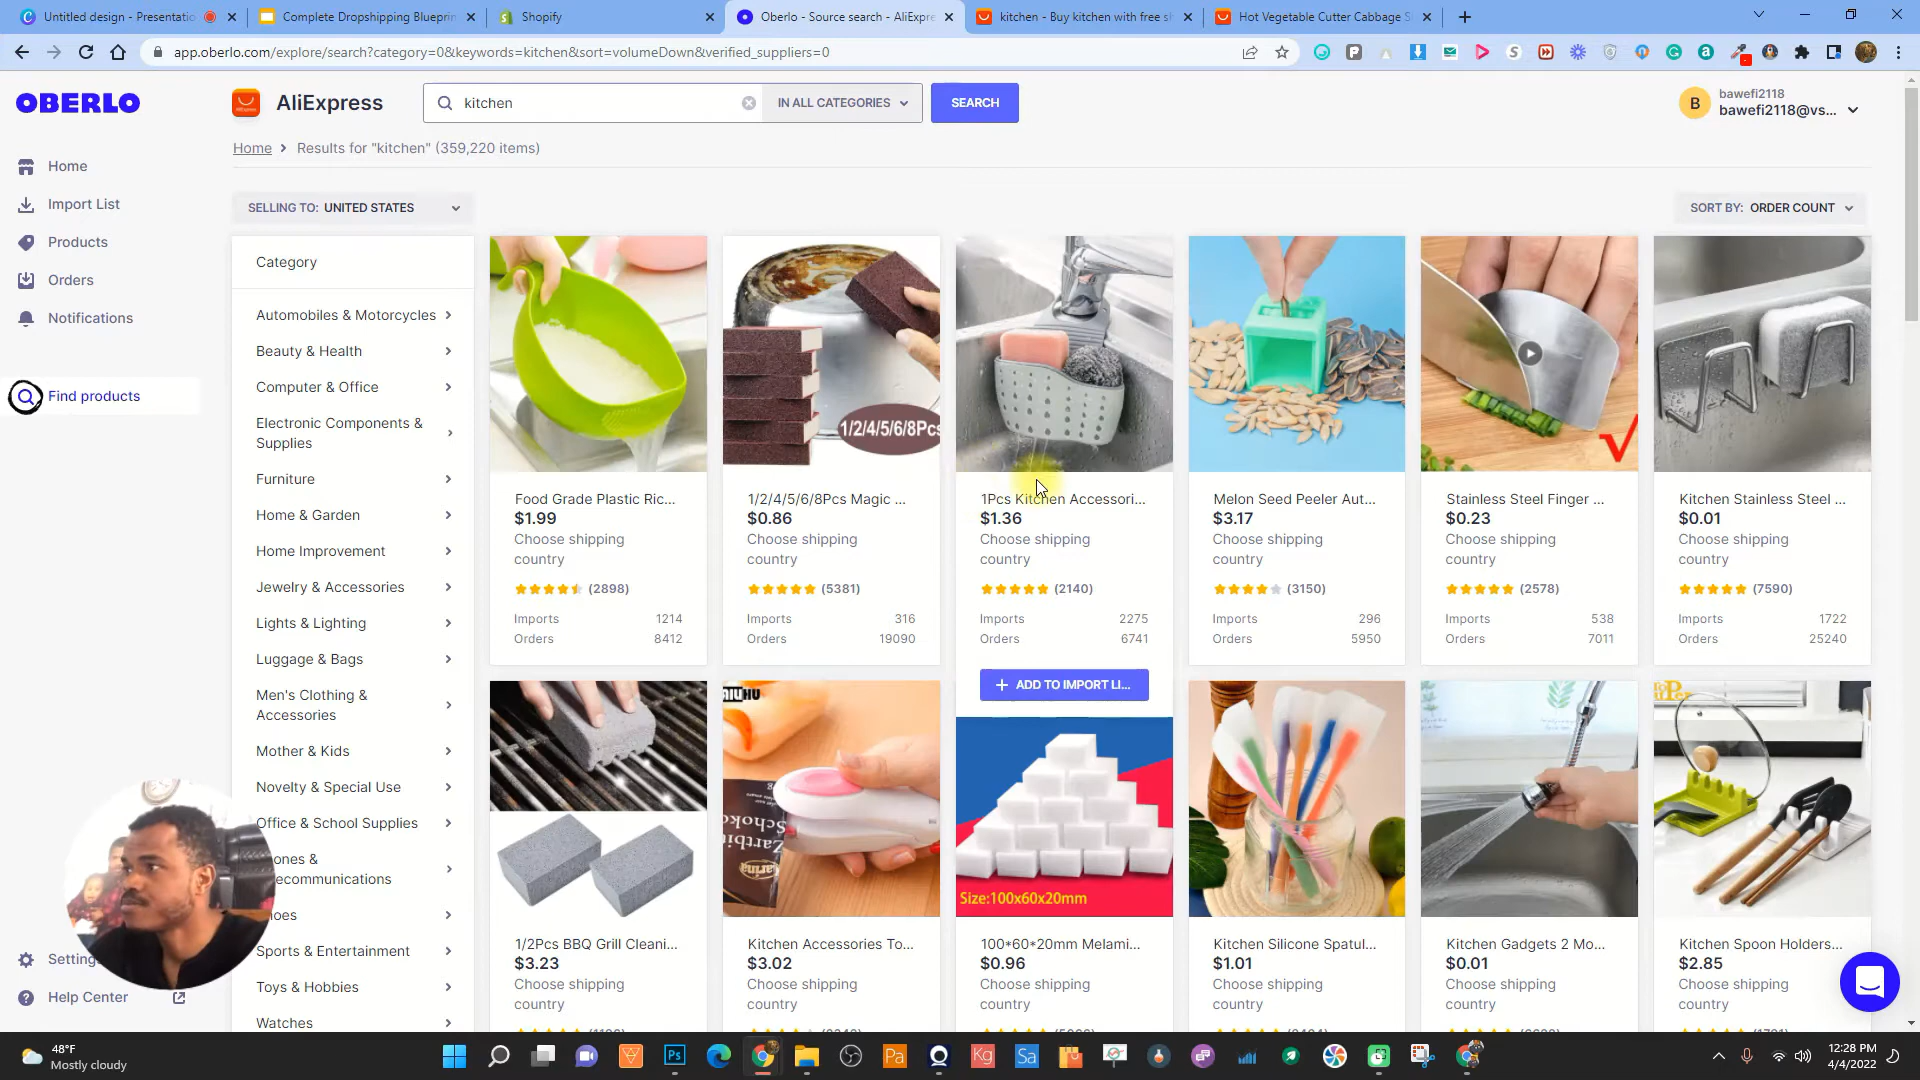 Untitled design - Presentatio
Complete Dropshipping Blueprin
Shopify
Oberlo - Source search - AliExpre
kitchen - Buy kitchen with free sh
Hot Vegetable Cutter Cabbage S
app.oberlo.com/explore/search?category=0&keywords=kitchen&sort=volumeDown&verified_suppliers=0
OBERLO
AliExpress
kitchen
IN ALL CATEGORIES
SEARCH
B
bawefi2118
bawefi2118@vs...
Home
Import List
Products
Orders
Notifications
Find products
Settings
Help Center
Home > Results for "kitchen" (359,220 items)
SELLING TO: UNITED STATES
SORT BY: ORDER COUNT
Category
Automobiles & Motorcycles
Beauty & Health
Computer & Office
Electronic Components &
Supplies
Furniture
Home & Garden
Home Improvement
Jewelry & Accessories
Lights & Lighting
Luggage & Bags
Men's Clothing &
Accessories
Mother & Kids
Novelty & Special Use
Office & School Supplies
ones &
ecommunications
hoes
Sports & Entertainment
Toys & Hobbies
Watches
Food Grade Plastic Ric...
$1.99
Choose shipping
country
(2898)
Imports 1214
Orders 8412
1/2/4/5/6/8Pcs
1/2/4/5/6/8Pcs Magic ...
$0.86
Choose shipping
country
(5381)
Imports 316
Orders 19090
1Pcs Kitchen Accessori...
$1.36
Choose shipping
country
(2140)
Imports 2275
Orders 6741
+ ADD TO IMPORT LI...
Melon Seed Peeler Aut...
$3.17
Choose shipping
country
(3150)
Imports 296
Orders 5950
Stainless Steel Finger ...
$0.23
Choose shipping
country
(2578)
Imports 538
Orders 7011
Kitchen Stainless Steel ...
$0.01
Choose shipping
country
(7590)
Imports 1722
Orders 25240
1/2Pcs BBQ Grill Cleani...
$3.23
Choose shipping
country
Kitchen Accessories To...
$3.02
Choose shipping
country
Size:100x60x20mm
100*60*20mm Melami...
$0.96
Choose shipping
country
Kitchen Silicone Spatul...
$1.01
Choose shipping
country
Kitchen Gadgets 2 Mo...
$0.01
Choose shipping
country
Kitchen Spoon Holders...
$2.85
Choose shipping
country
48°F
Mostly cloudy
Ps
Pa
Kg
Sa
12:28 PM
4/4/2022